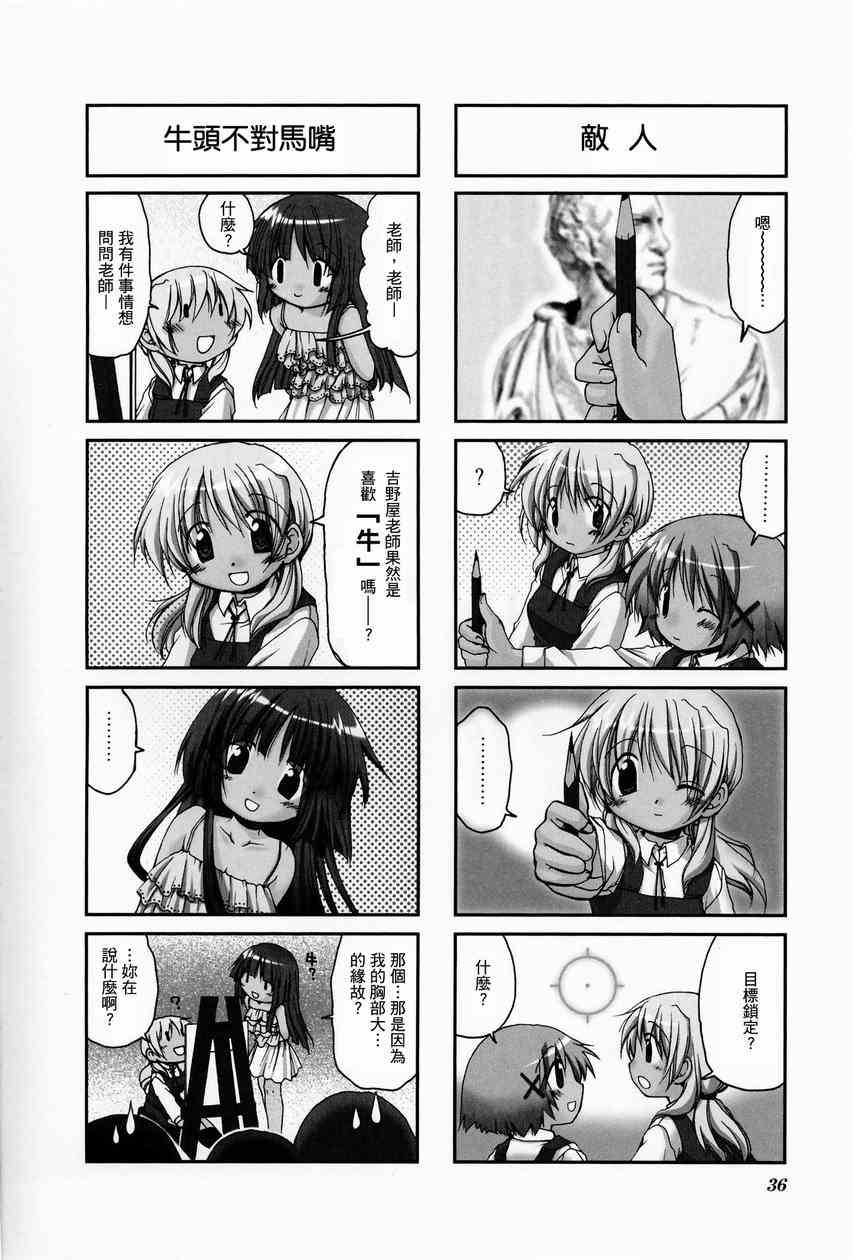 敵 人
嗯～～～～～～………
………
？
………
目標鎖定？
什麼？
牛頭不對馬嘴
老師，老師—
什麼？
我有件事情想
問問老師—
吉野屋老師果然是
喜歡「牛」嗎——？
………
那個…那是因為
我的胸部大…
的緣故？
牛？
？
…妳在
說什麼啊？
36